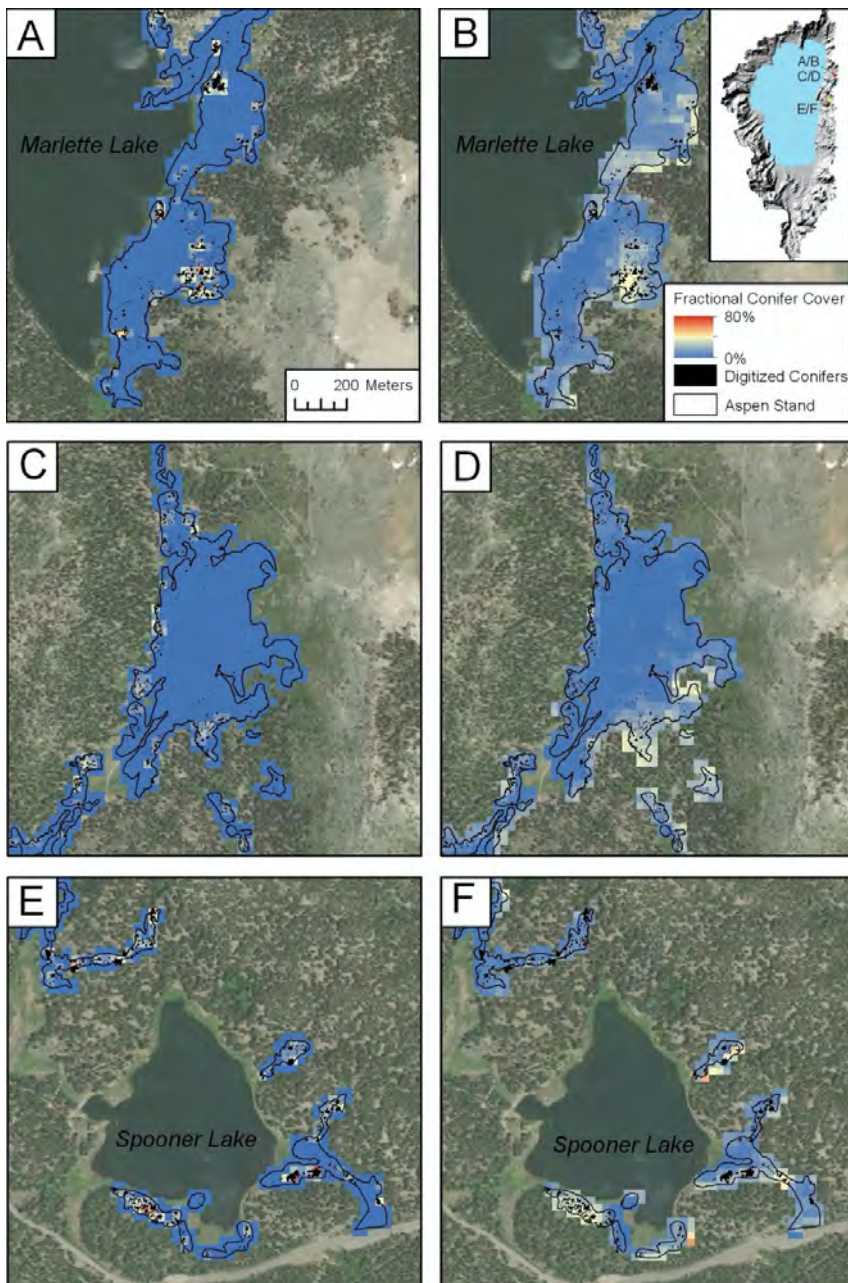 A
Marlette Lake
0 200 Meters
B
Marlette Lake
A/B
C/D
E/F
Fractional Conifer Cover
80%
0%
Digitized Conifers
Aspen Stand
C
D
E
Spooner Lake
F
Spooner Lake